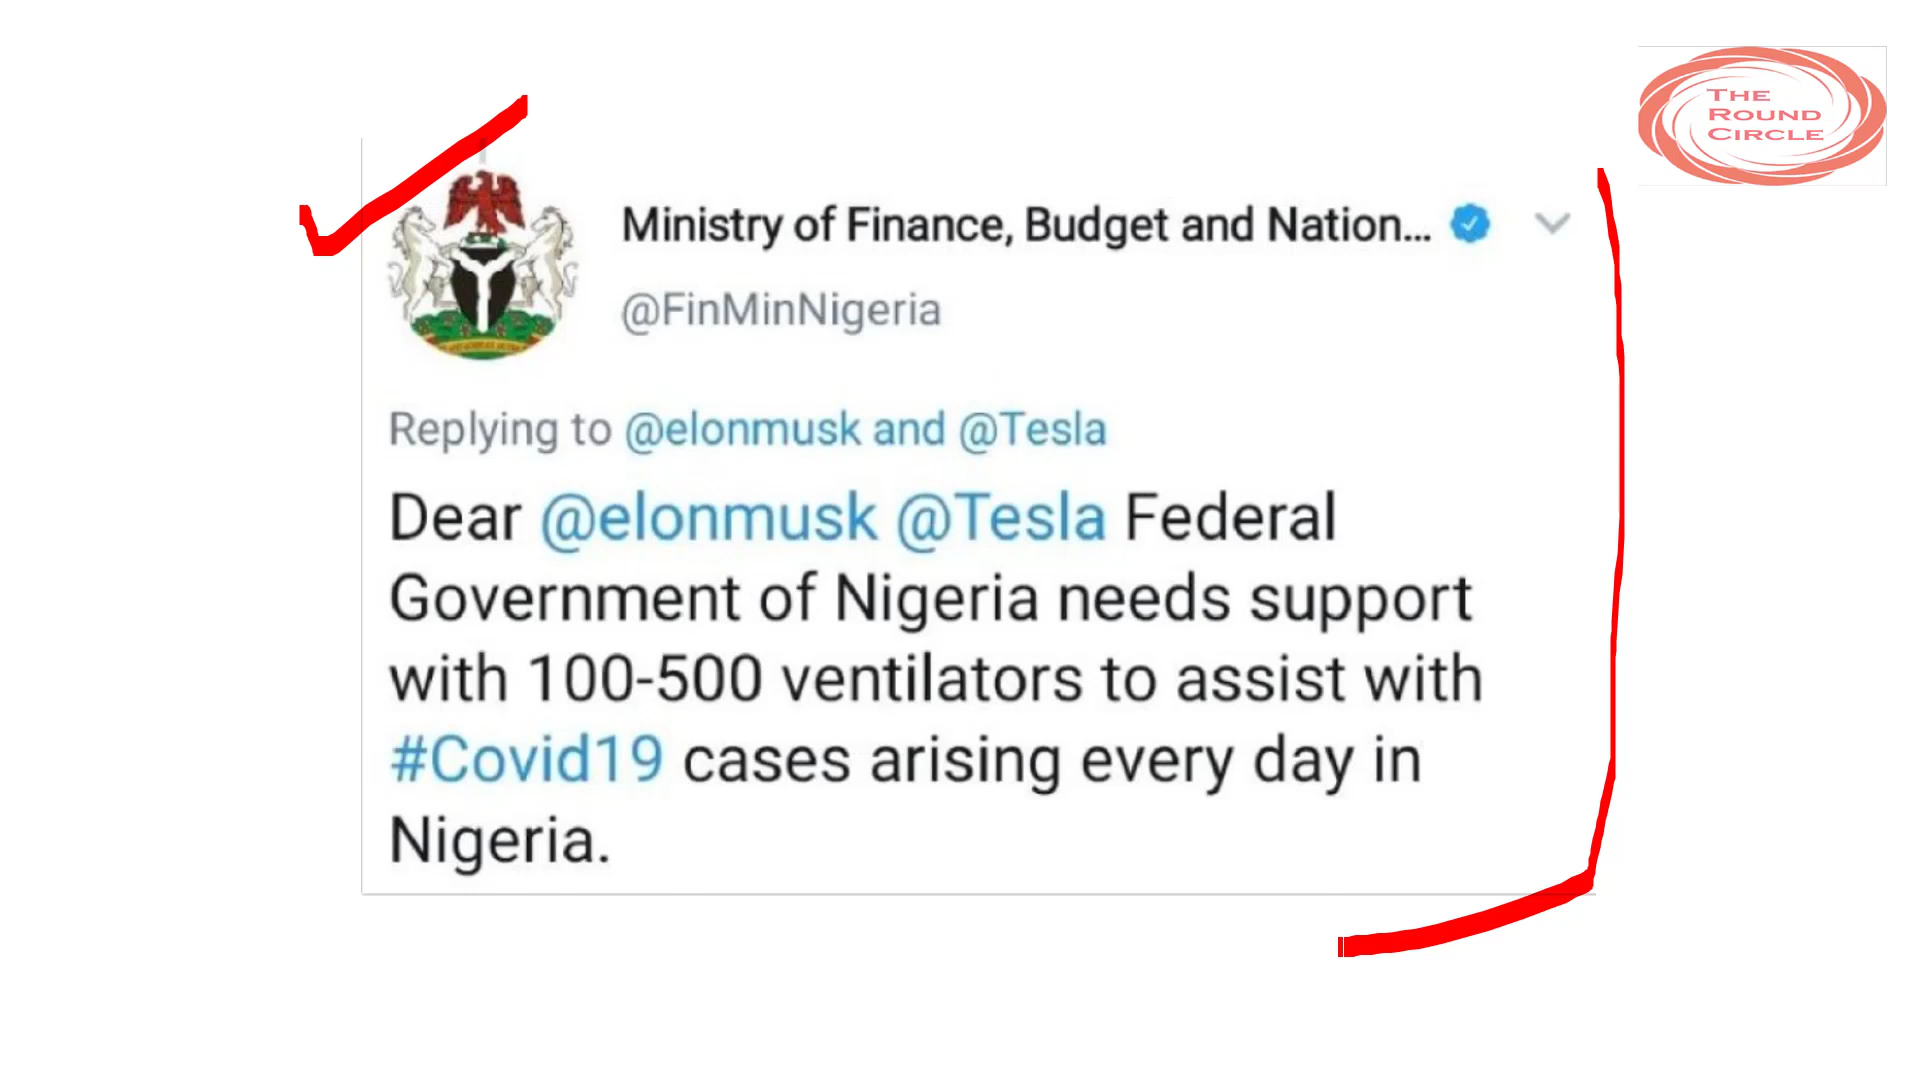 THE
ROUND
CIRCLE
Ministry of Finance, Budget and Nation...
@FinMinNigeria
Replying to @elonmusk and @Tesla
Dear @elonmusk @Tesla Federal
Government of Nigeria needs support
with 100-500 ventilators to assist with
#Covid19 cases arising every day in
Nigeria.